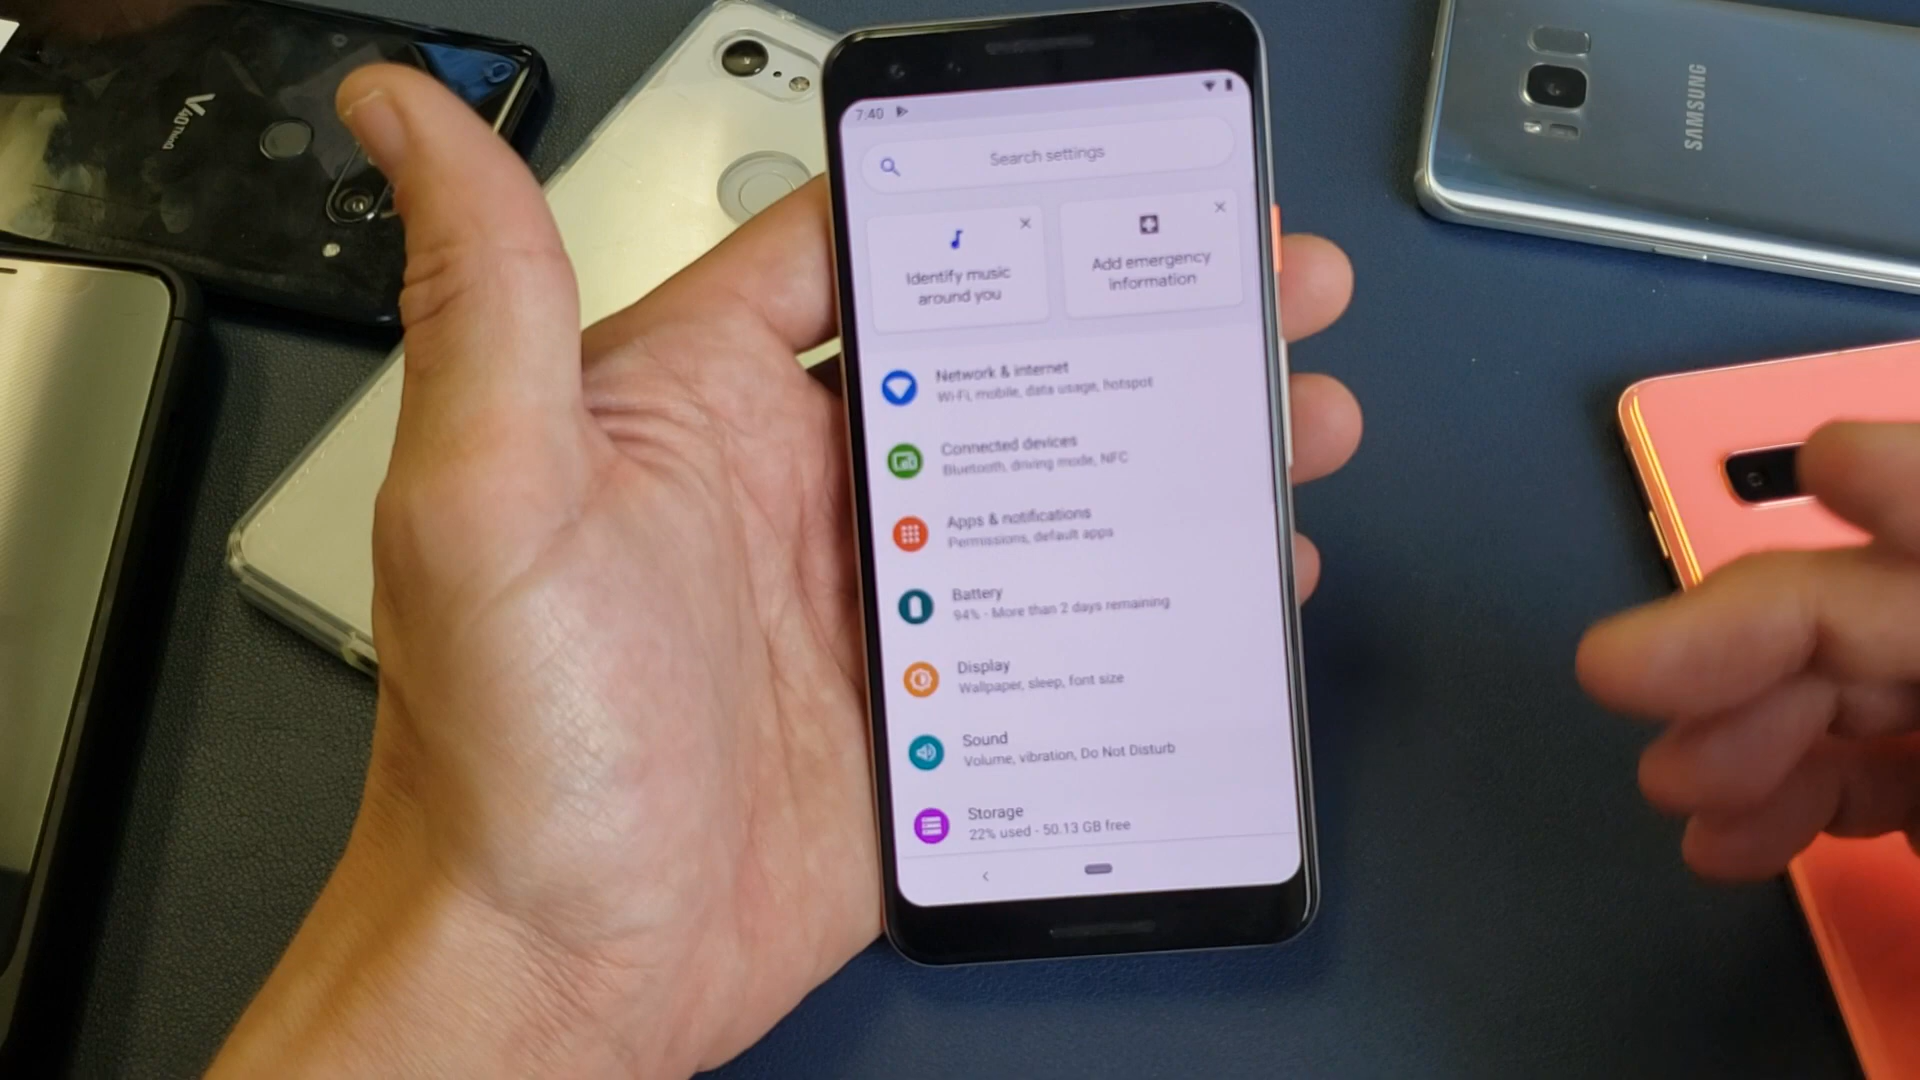 V40 ThinQ
SAMSUNG
7:40
Search settings
Identify music
around you
Add emergency
information
Network & internet
Wi-Fi, mobile, data usage, hotspot
Connected devices
Bluetooth, driving mode, NFC
Apps & notifications
Permissions, default apps
Battery
94% - More than 2 days remaining
Display
Wallpaper, sleep, font size
Sound
Volume, vibration, Do Not Disturb
Storage
22% used - 50.13 GB free